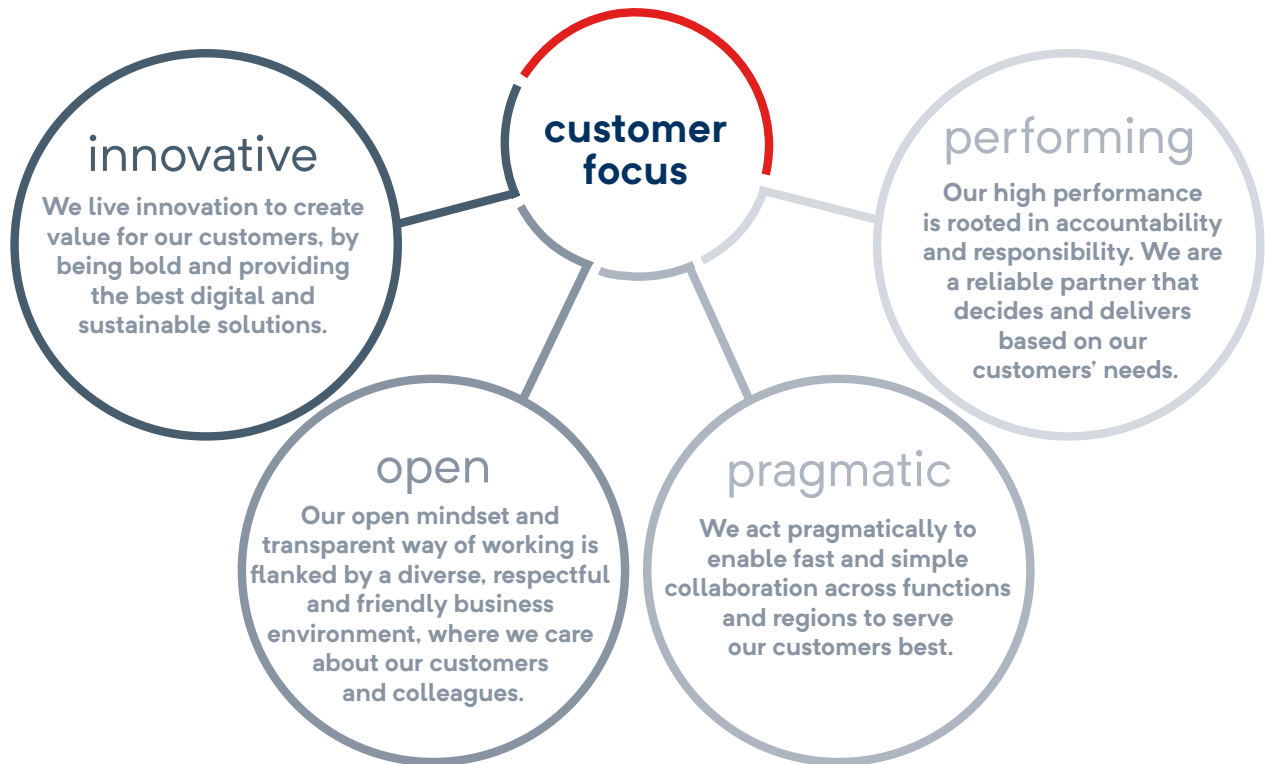 customer
focus
innovative
We live innovation to create
value for our customers, by
being bold and providing
the best digital and
sustainable solutions.
open
Our open mindset and
transparent way of working is
flanked by a diverse, respectful
and friendly business
environment, where we care
about our customers
and colleagues.
pragmatic
We act pragmatically to
enable fast and simple
collaboration across functions
and regions to serve
our customers best.
performing
Our high performance
is rooted in accountability
and responsibility. We are
a reliable partner that
decides and delivers
based on our
customers’ needs.